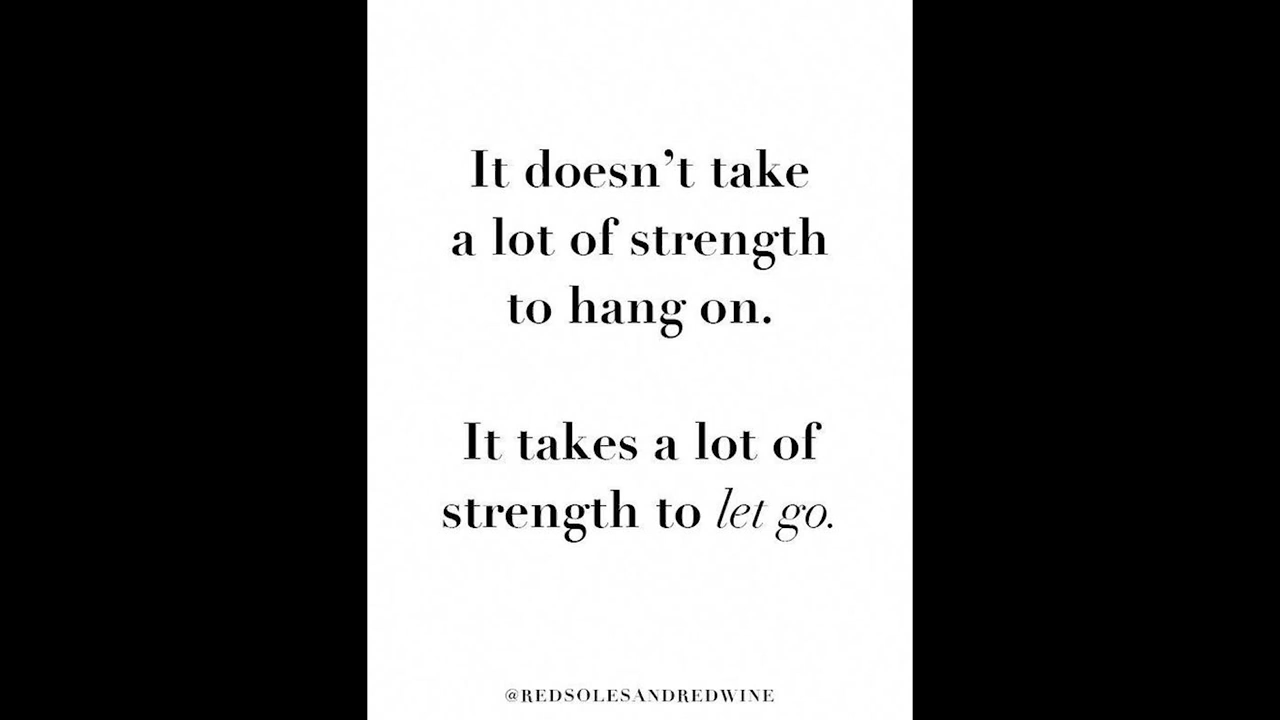 It doesn’t take
a lot of strength
to hang on.
It takes a lot of
strength to let go.
@REDSOLESANDREDWINE